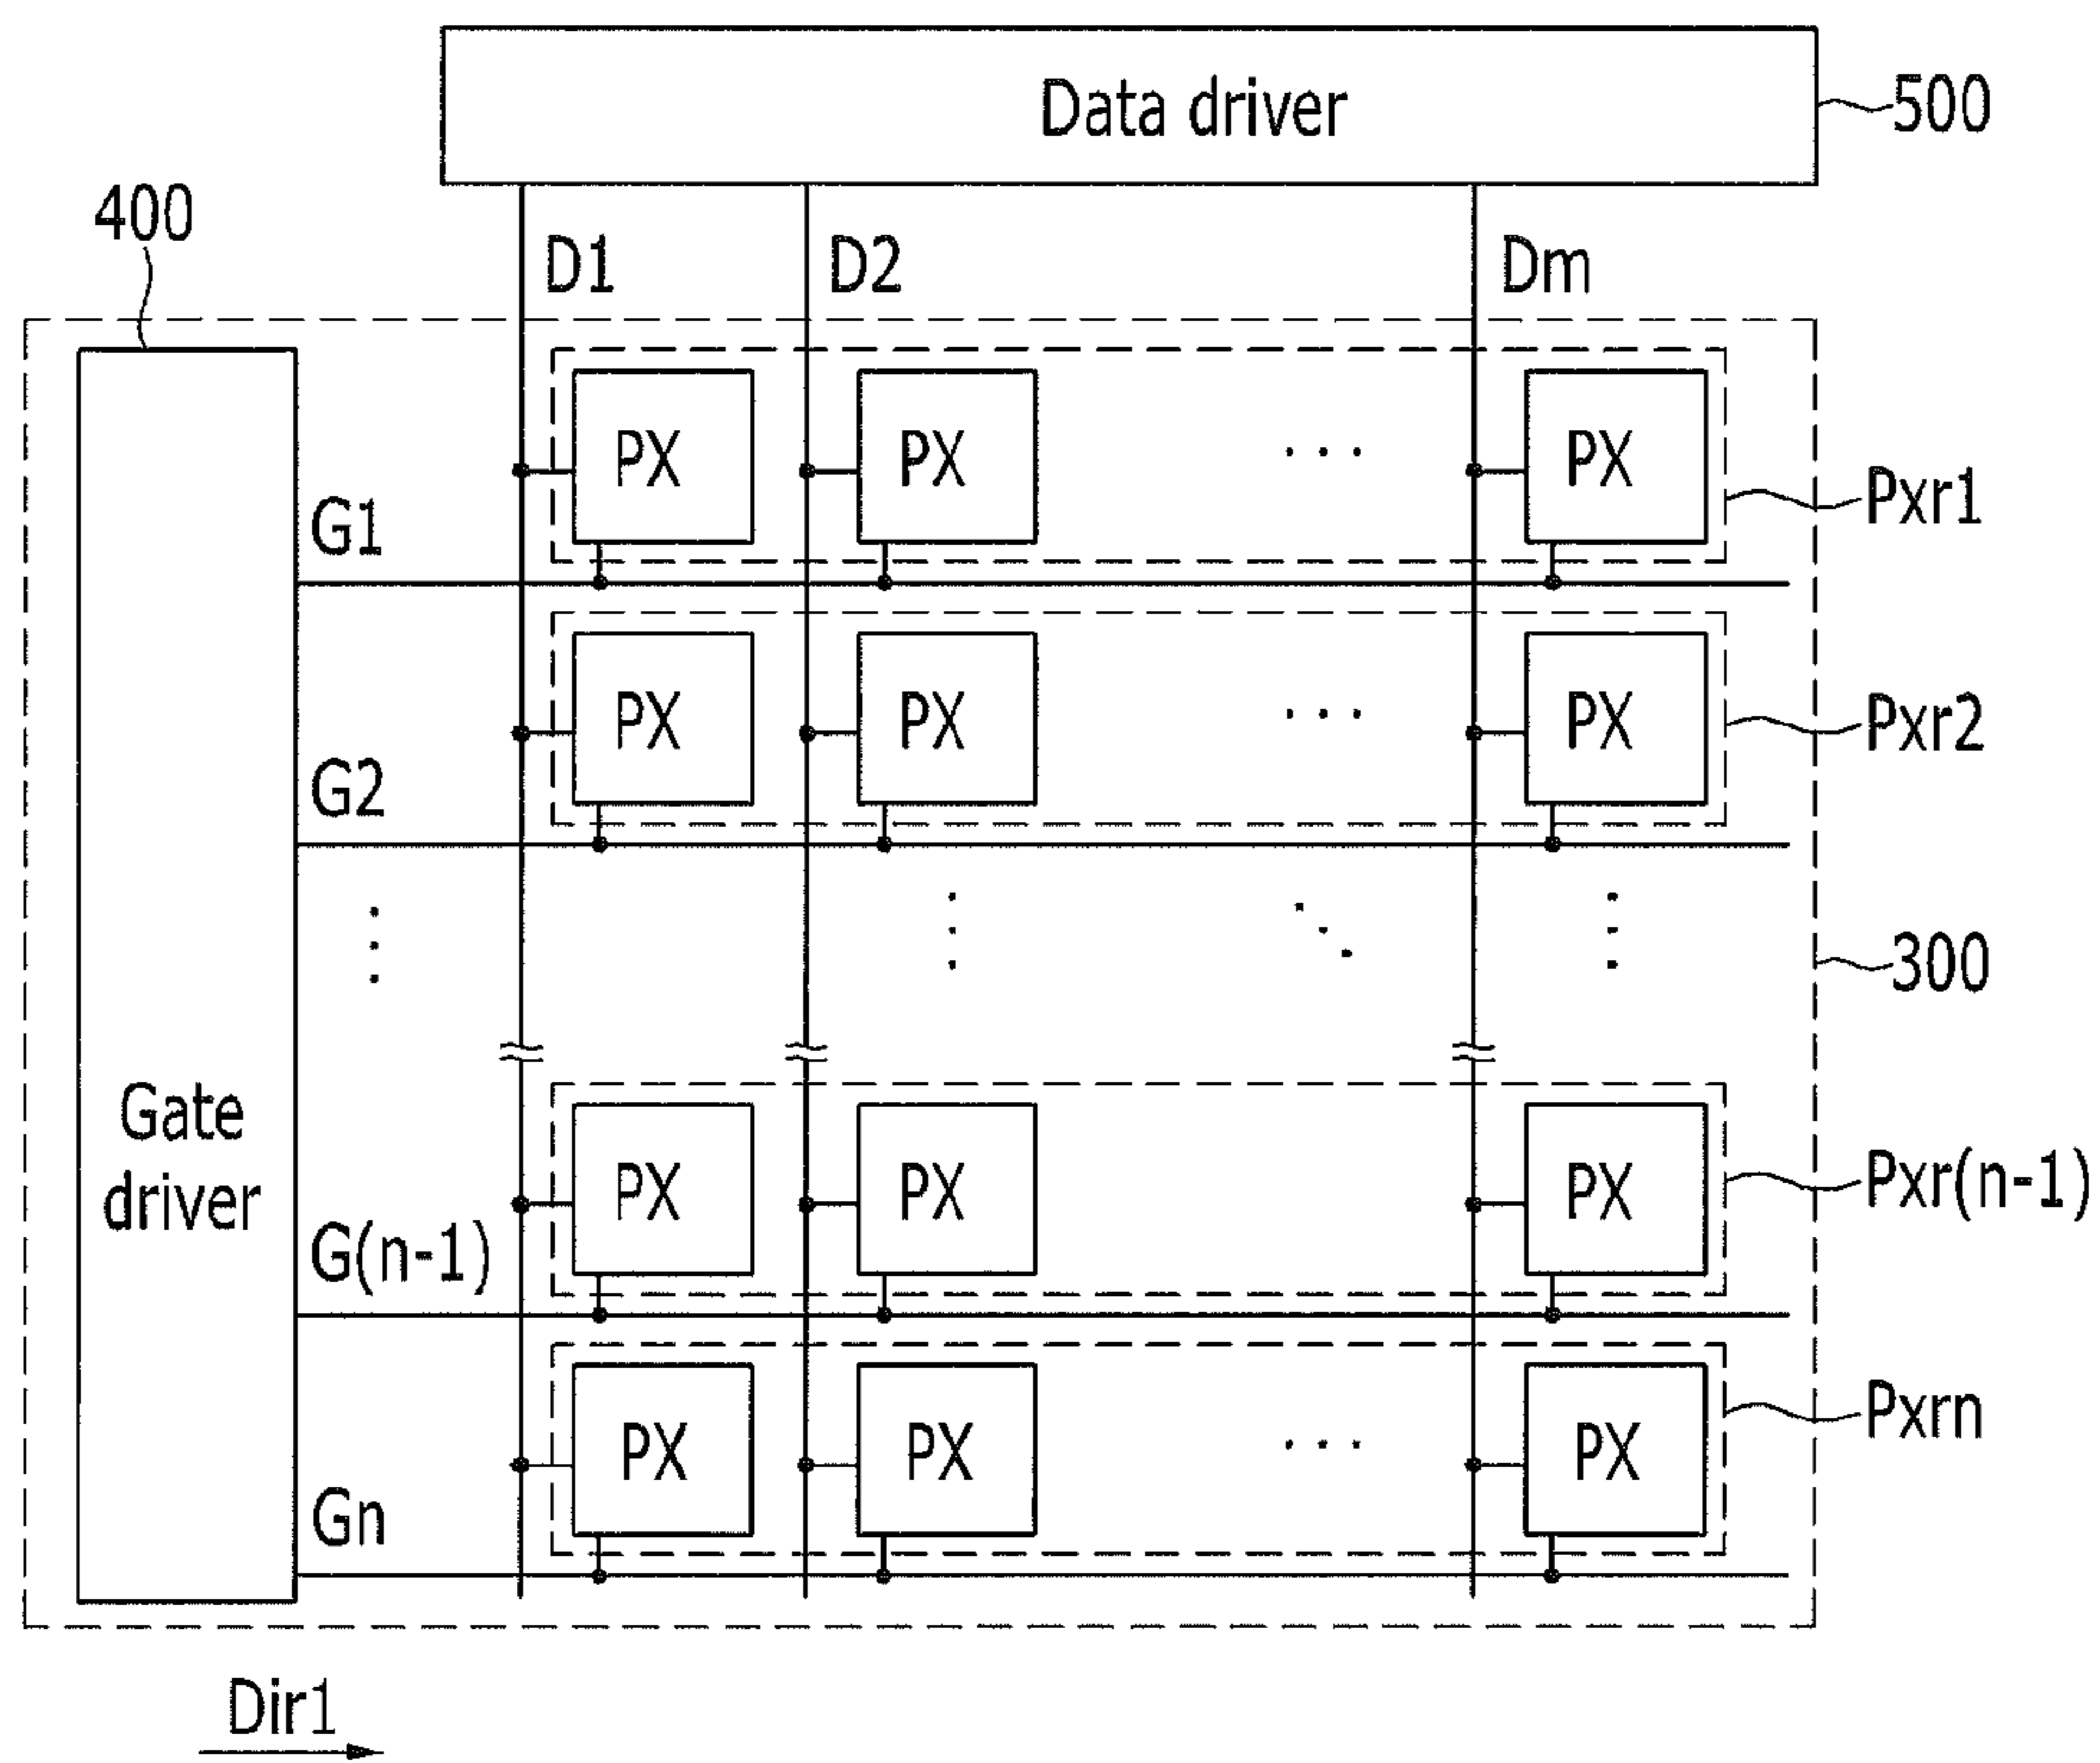 Data driver
500
400
D1 D2 Dm
PX PX ... PX
Pxr1
G1
PX PX ... PX
Pxr2
G2
300
Gate
driver
PX PX PX
Pxr(n-1)
G(n-1)
PX PX ... PX
Pxrn
Gn
Dir1